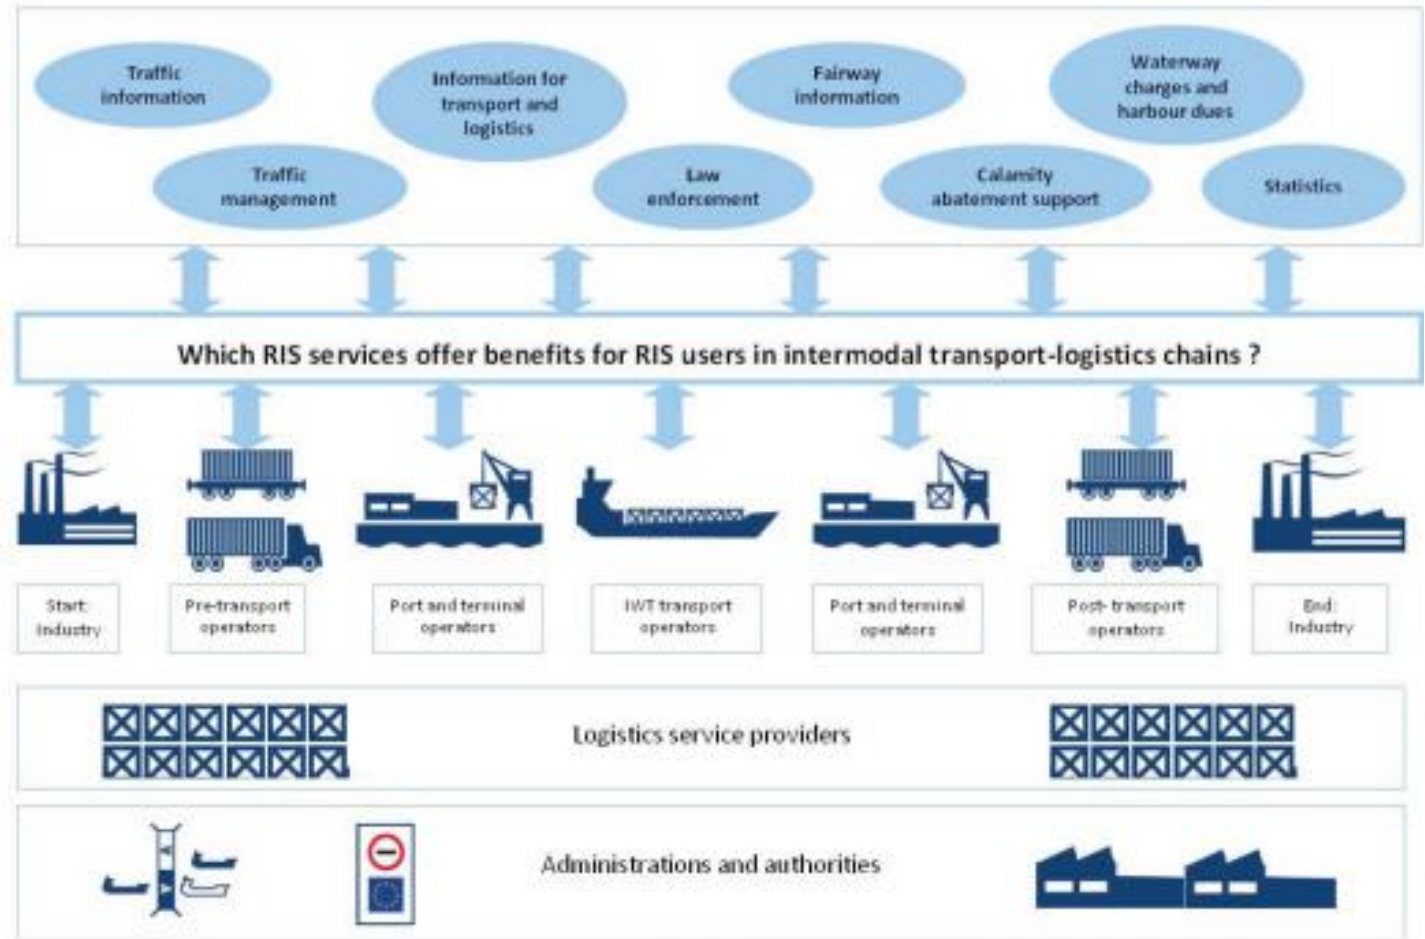 Traffic
information
Information for
transport and
logistics
Fairway
information
Waterway
charges and
harbour dues
Traffic
management
Law
enforcement
Calamity
abatement support
Statistics
Which RIS services offer benefits for RIS users in intermodal transport-logistics chains ?
Start:
Industry
Pre-transport
operators
Port and terminal
operators
IWT transport
operators
Port and terminal
operators
Post- transport
operators
End:
Industry
Logistics service providers
Administrations and authorities